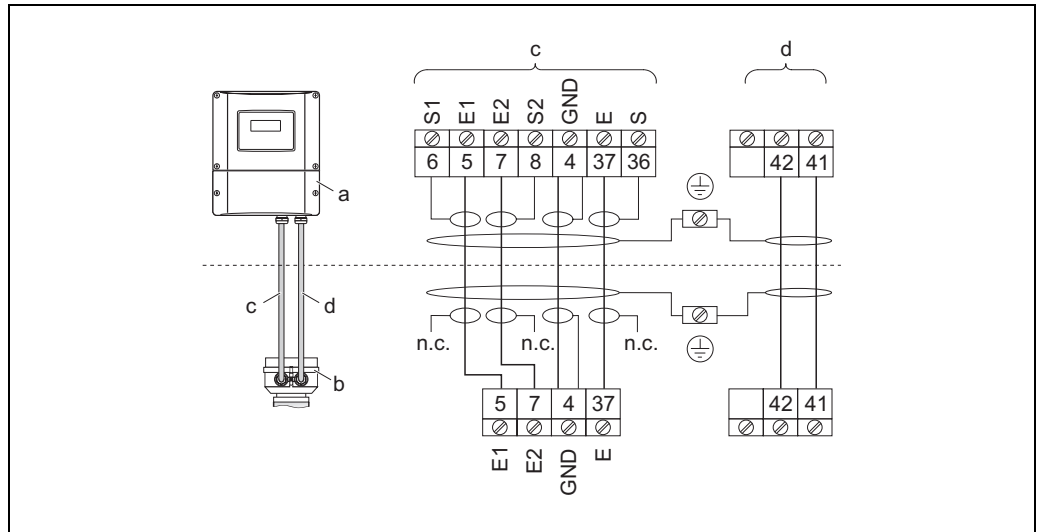 c d
S1 E1 E2 S2 GND E S
6 5 7 8 4 37 36 42 41
a
c d
n.c. n.c. n.c.
b
5 7 4 37 42 41
E1 E2 GND E